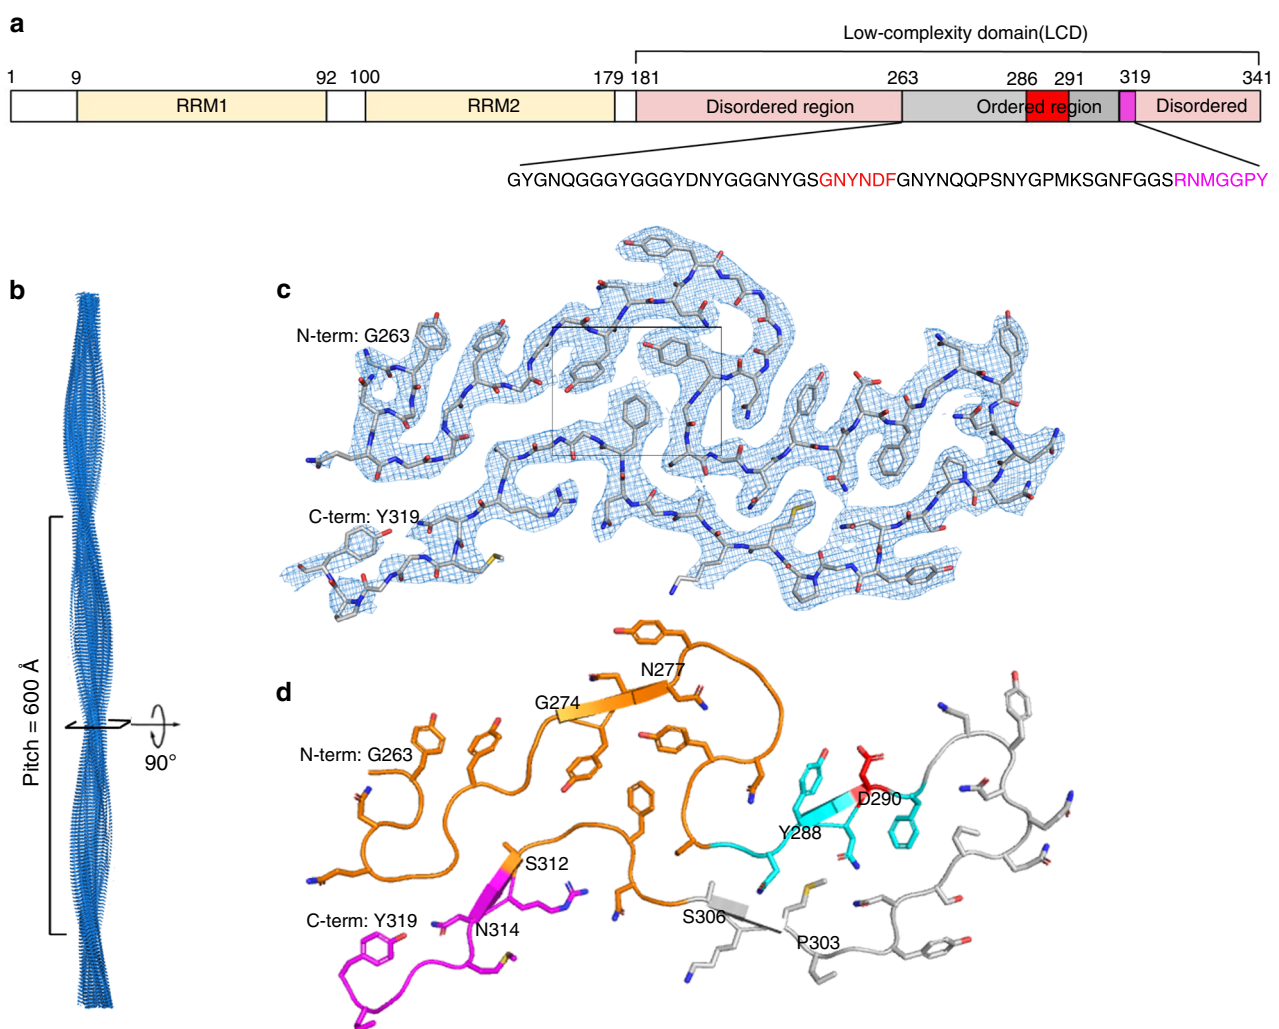 a
Low-complexity domain(LCD)
1 9 92 100 179 181 263 286 291 319 341
RRM1 RRM2 Disordered region Ordered region Disordered
GYGNQGGGYGGGYDNYGGGNYGSGNYNDFGNYNQQPSNYGPMKSGNFGGSRNMGGPY
b
Pitch = 600 Å
90°
c
N-term: G263
C-term: Y319
d
N277
G274
N-term: G263
D290
Y288
S312
S306
C-term: Y319
N314
P303